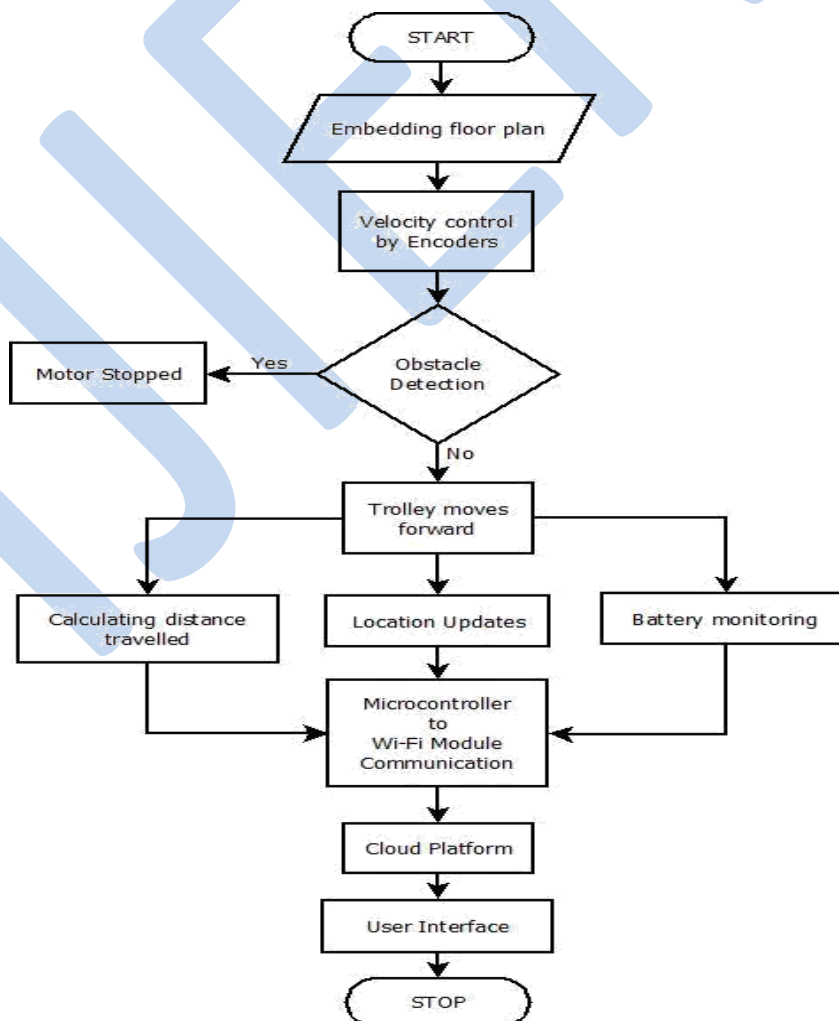 START
Embedding floor plan
Velocity control
by Encoders
Obstacle
Detection
Yes
Motor Stopped
No
Trolley moves
forward
Calculating distance
travelled
Location Updates
Battery monitoring
Microcontroller
to
Wi-Fi Module
Communication
Cloud Platform
User Interface
STOP